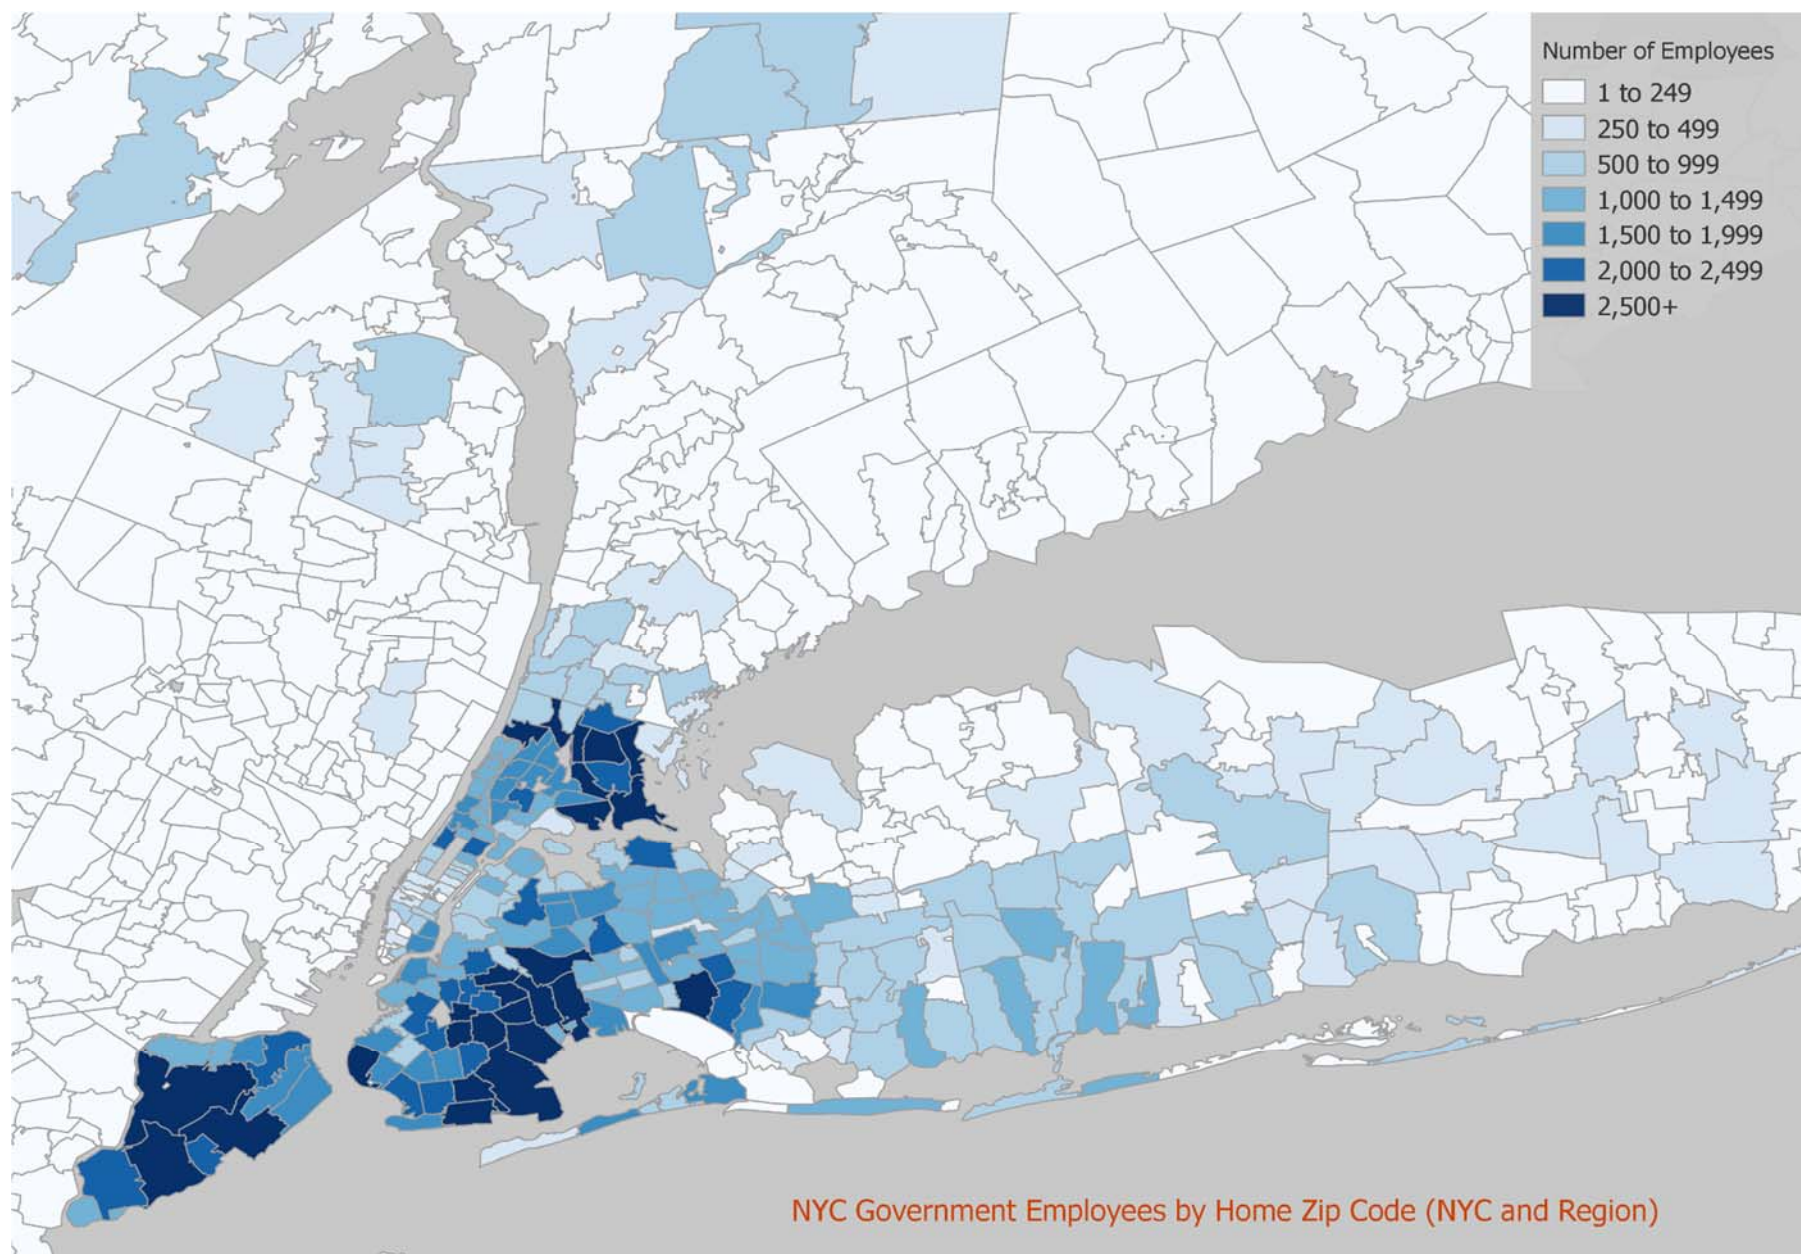 Number of Employees
1 to 249
250 to 499
500 to 999
1,000 to 1,499
1,500 to 1,999
2,000 to 2,499
2,500+
NYC Government Employees by Home Zip Code (NYC and Region)